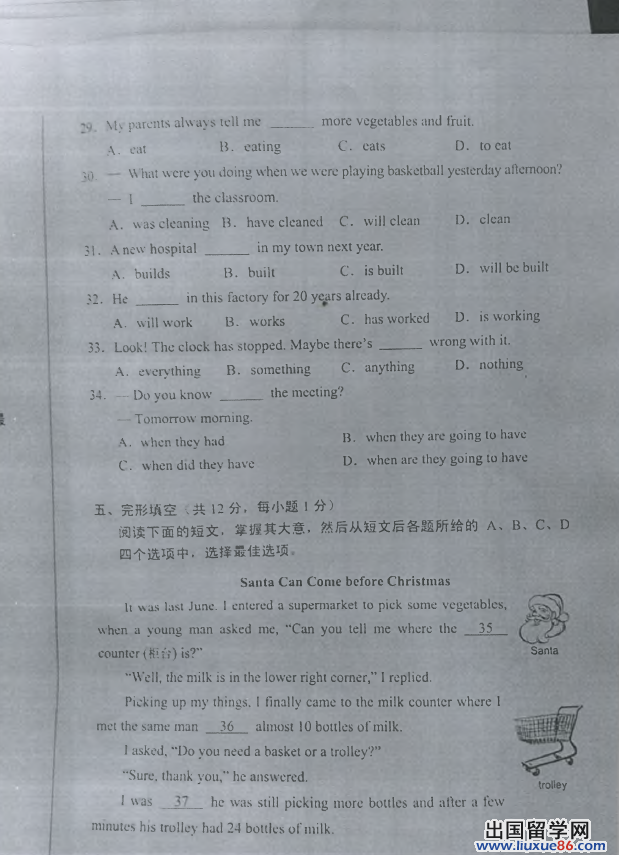 29. My parents always tell me ______ more vegetables and fruit.
A. eat B. eating C. eats D. to eat
30. — What were you doing when we were playing basketball yesterday afternoon?
— I ______ the classroom.
A. was cleaning B. have cleaned C. will clean D. clean
31. A new hospital ______ in my town next year.
A. builds B. built C. is built D. will be built
32. He ______ in this factory for 20 years already.
A. will work B. works C. has worked D. is working
33. Look! The clock has stopped. Maybe there's ______ wrong with it.
A. everything B. something C. anything D. nothing
34. — Do you know ______ the meeting?
— Tomorrow morning.
A. when they had B. when they are going to have
C. when did they have D. when are they going to have
五、完形填空（共 12 分，每小题 1 分）
阅读下面的短文，掌握其大意，然后从短文后各题所给的 A、B、C、D
四个选项中，选择最佳选项。
Santa Can Come before Christmas
It was last June. I entered a supermarket to pick some vegetables,
when a young man asked me, "Can you tell me where the 35
counter (柜台) is?"
Santa
"Well, the milk is in the lower right corner," I replied.
Picking up my things, I finally came to the milk counter where I
met the same man 36 almost 10 bottles of milk.
I asked, "Do you need a basket or a trolley?"
"Sure, thank you," he answered.
trolley
I was 37 he was still picking more bottles and after a few
minutes his trolley had 24 bottles of milk.
出国留学网
www.liuxue86.com